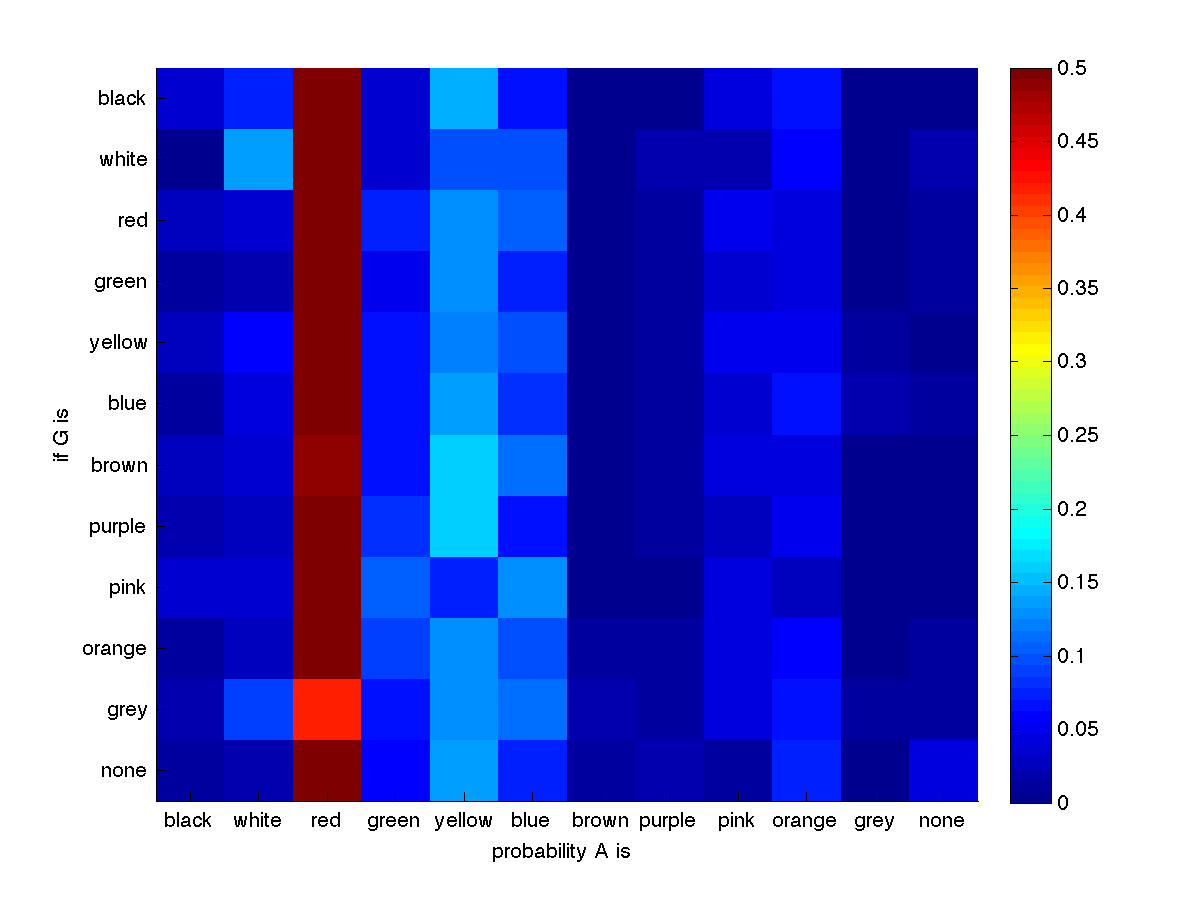 black
white
red
green
yellow
blue
brown
purple
pink
orange
grey
none
if G is
black white red green yellow blue brown purple pink orange grey none
probability A is
0.5
0.45
0.4
0.35
0.3
0.25
0.2
0.15
0.1
0.05
0